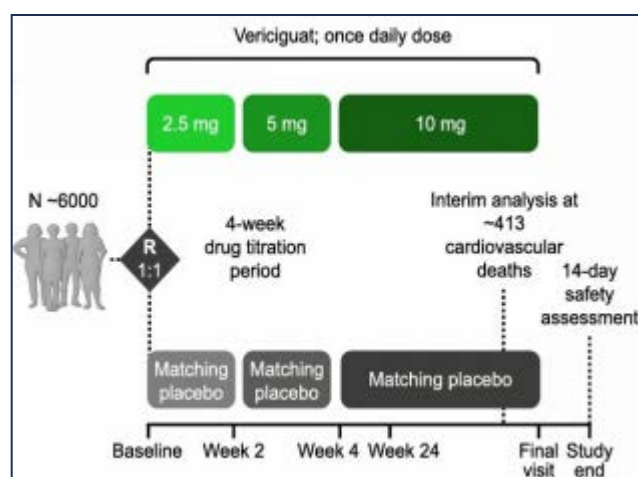 Vericiguat; once daily dose
2.5 mg
5 mg
10 mg
N ~6000
R
1:1
4-week
drug titration
period
Interim analysis at
~413
cardiovascular
deaths
14-day
safety
assessment
Matching
placebo
Matching
placebo
Matching placebo
Baseline
Week 2
Week 4
Week 24
Final
visit
Study
end